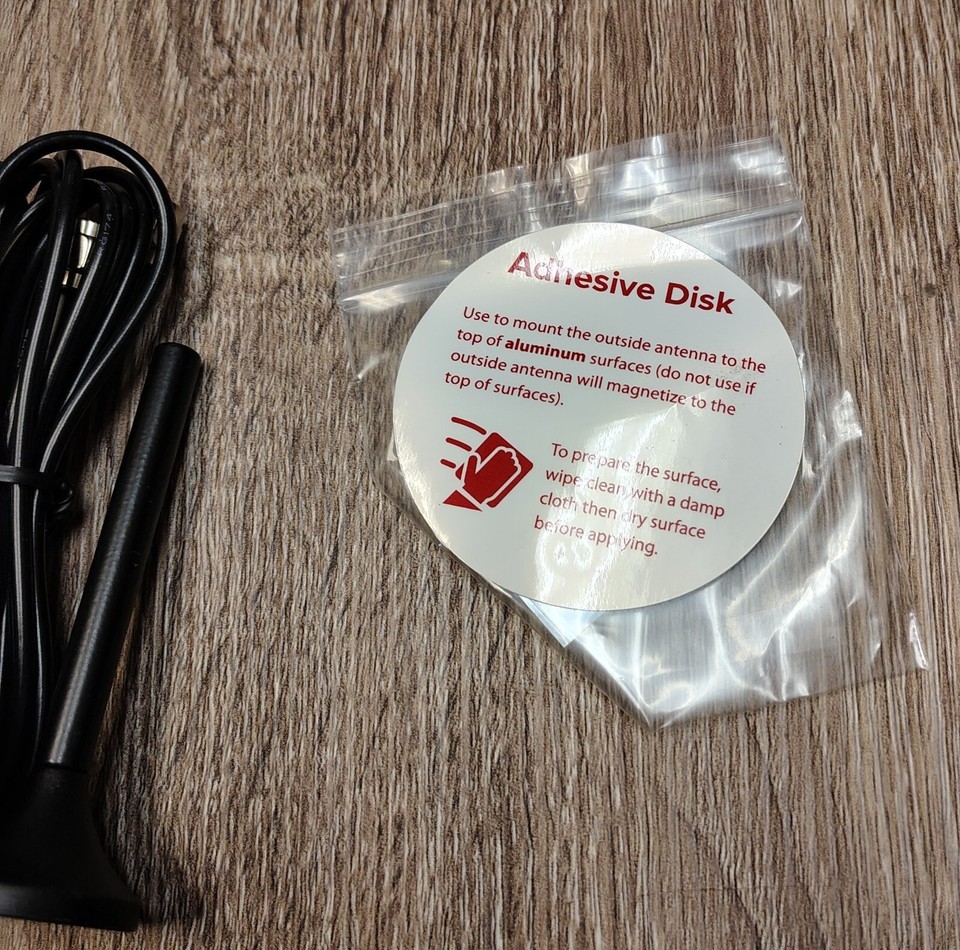 Adhesive Disk
Use to mount the outside antenna to the
top of aluminum surfaces (do not use if
outside antenna will magnetize to the
top of surfaces).
To prepare the surface,
wipe clean with a damp
cloth then dry surface
before applying.